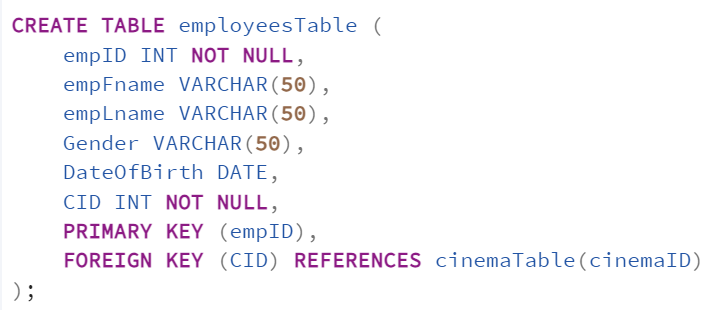 CREATE TABLE employeesTable (
empID INT NOT NULL,
empFname VARCHAR(50),
empLname VARCHAR(50),
Gender VARCHAR(50),
DateOfBirth DATE,
CID INT NOT NULL,
PRIMARY KEY (empID),
FOREIGN KEY (CID) REFERENCES cinemaTable(cinemaID)
);